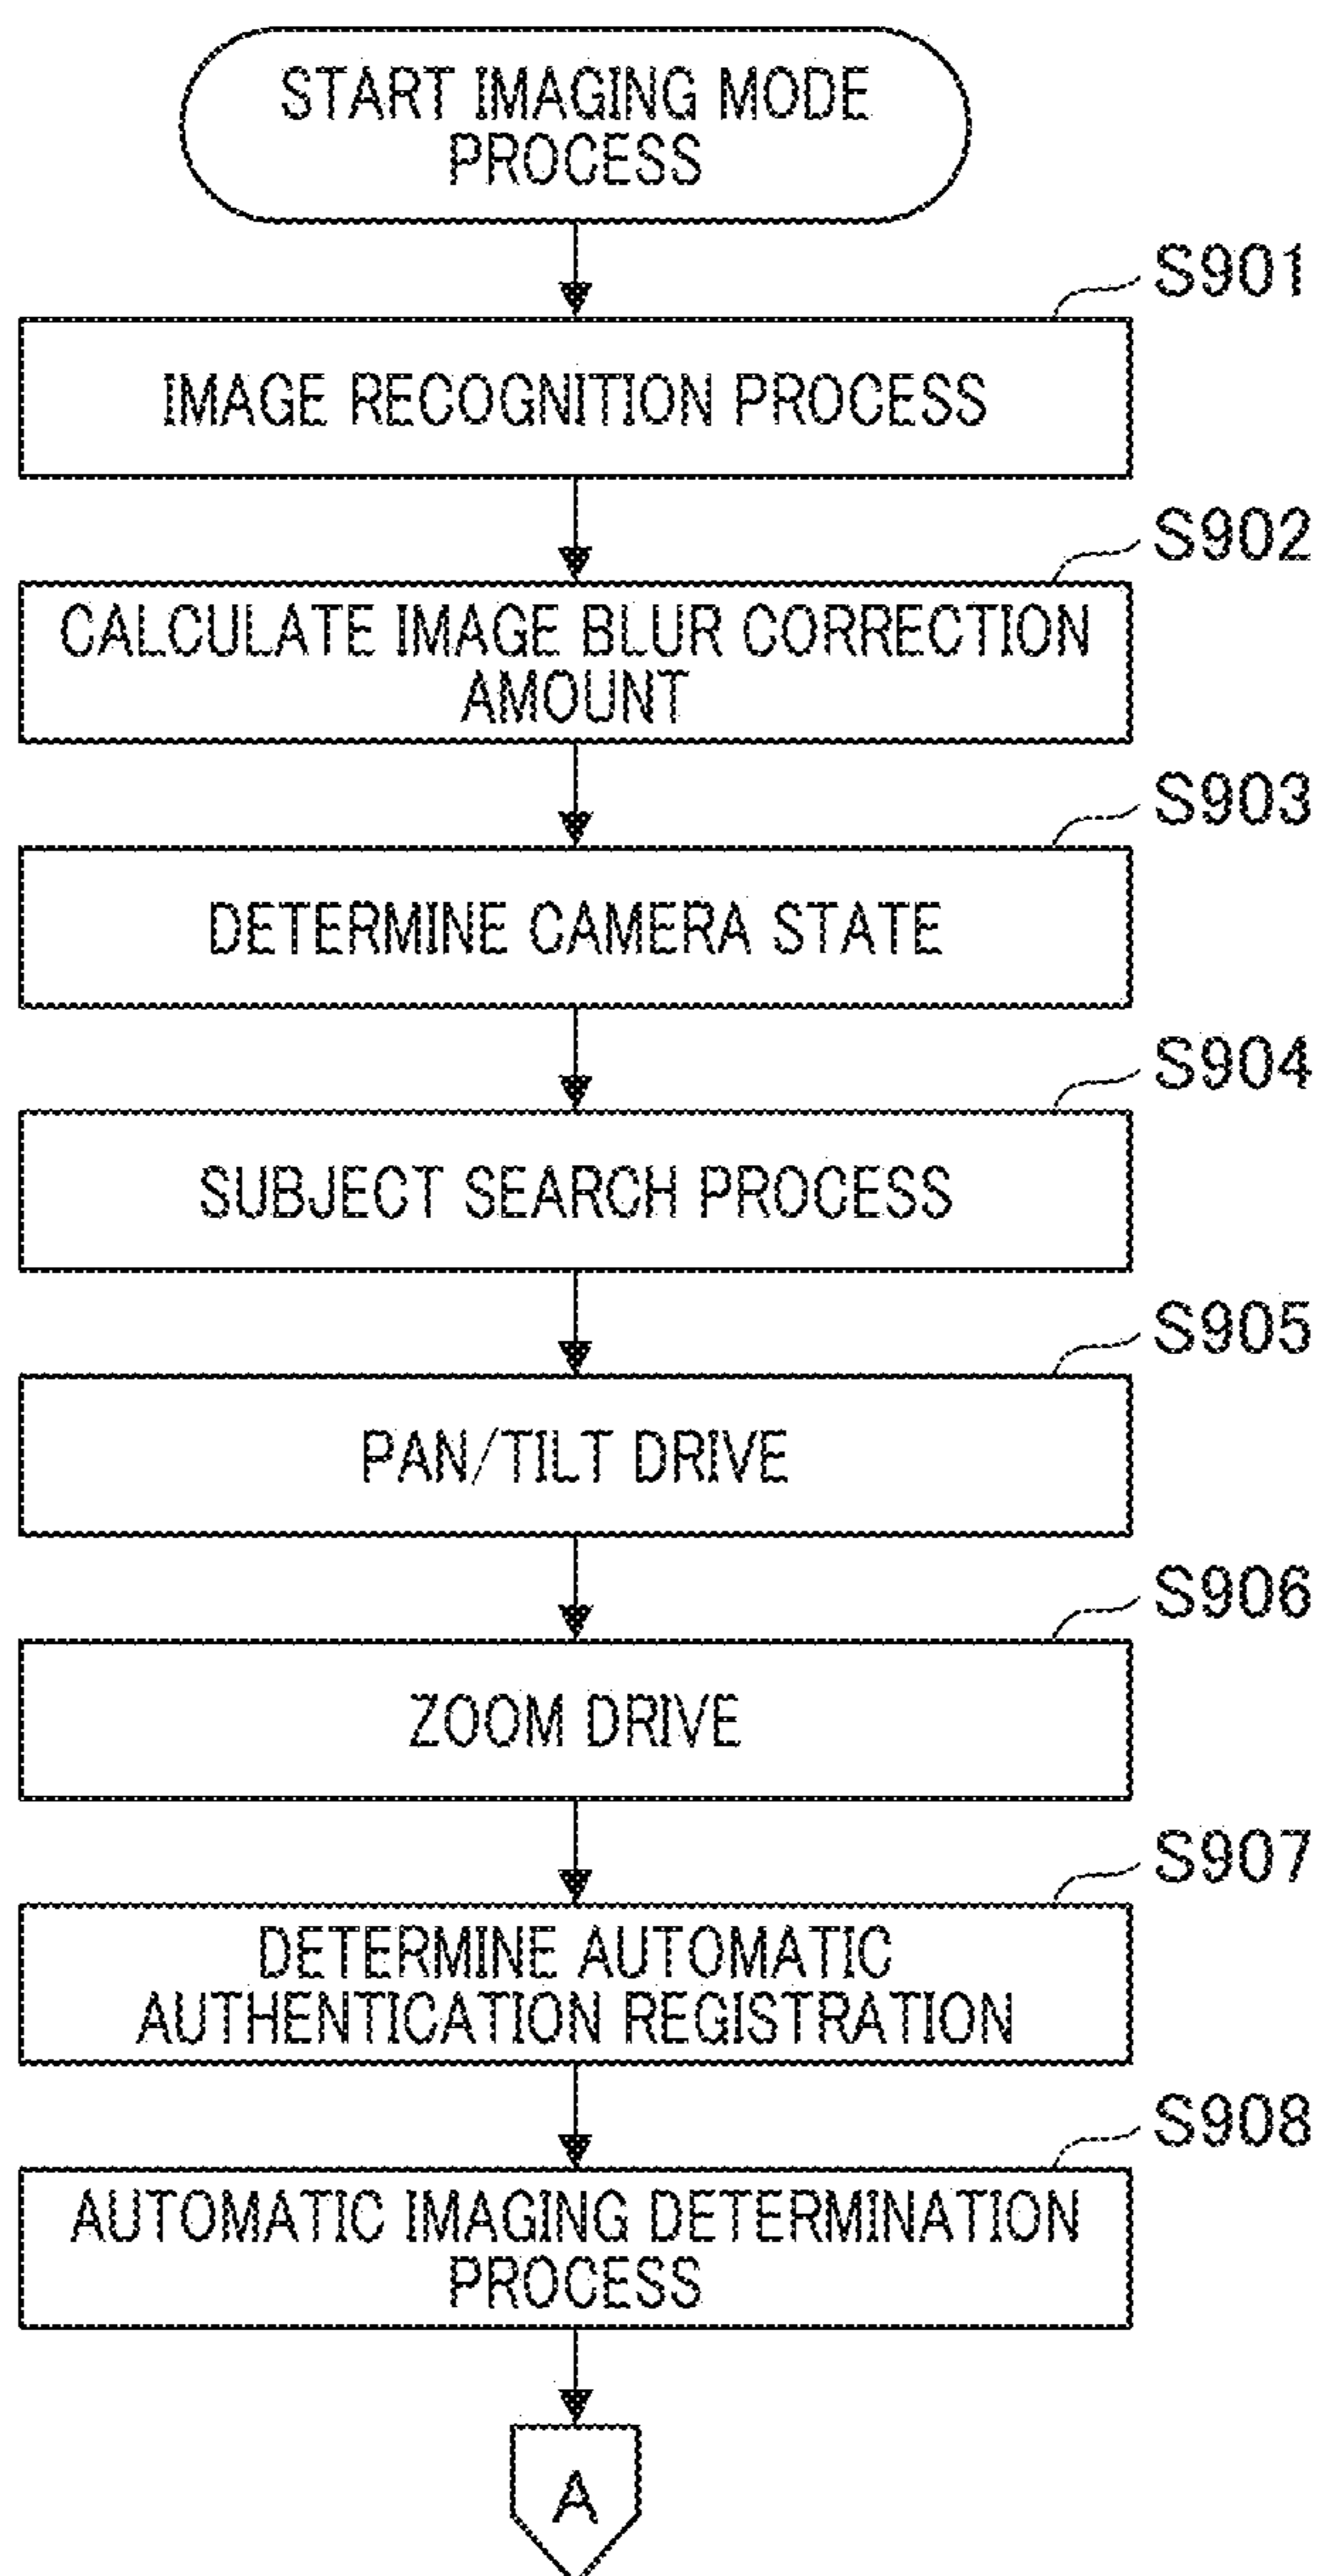 START IMAGING MODE
PROCESS
S901
IMAGE RECOGNITION PROCESS
S902
CALCULATE IMAGE BLUR CORRECTION
AMOUNT
S903
DETERMINE CAMERA STATE
S904
SUBJECT SEARCH PROCESS
S905
PAN/TILT DRIVE
S906
ZOOM DRIVE
S907
DETERMINE AUTOMATIC
AUTHENTICATION REGISTRATION
S908
AUTOMATIC IMAGING DETERMINATION
PROCESS
A